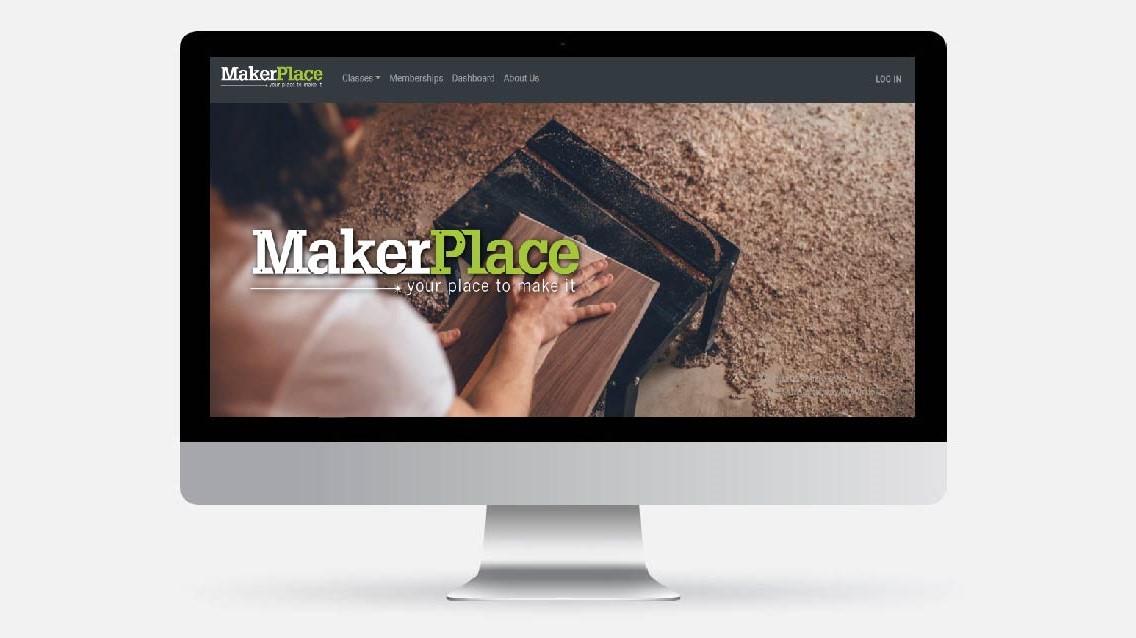 MakerPlace
your place to make it
Classes Memberships Dashboard About Us
LOG IN
MakerPlace
your place to make it